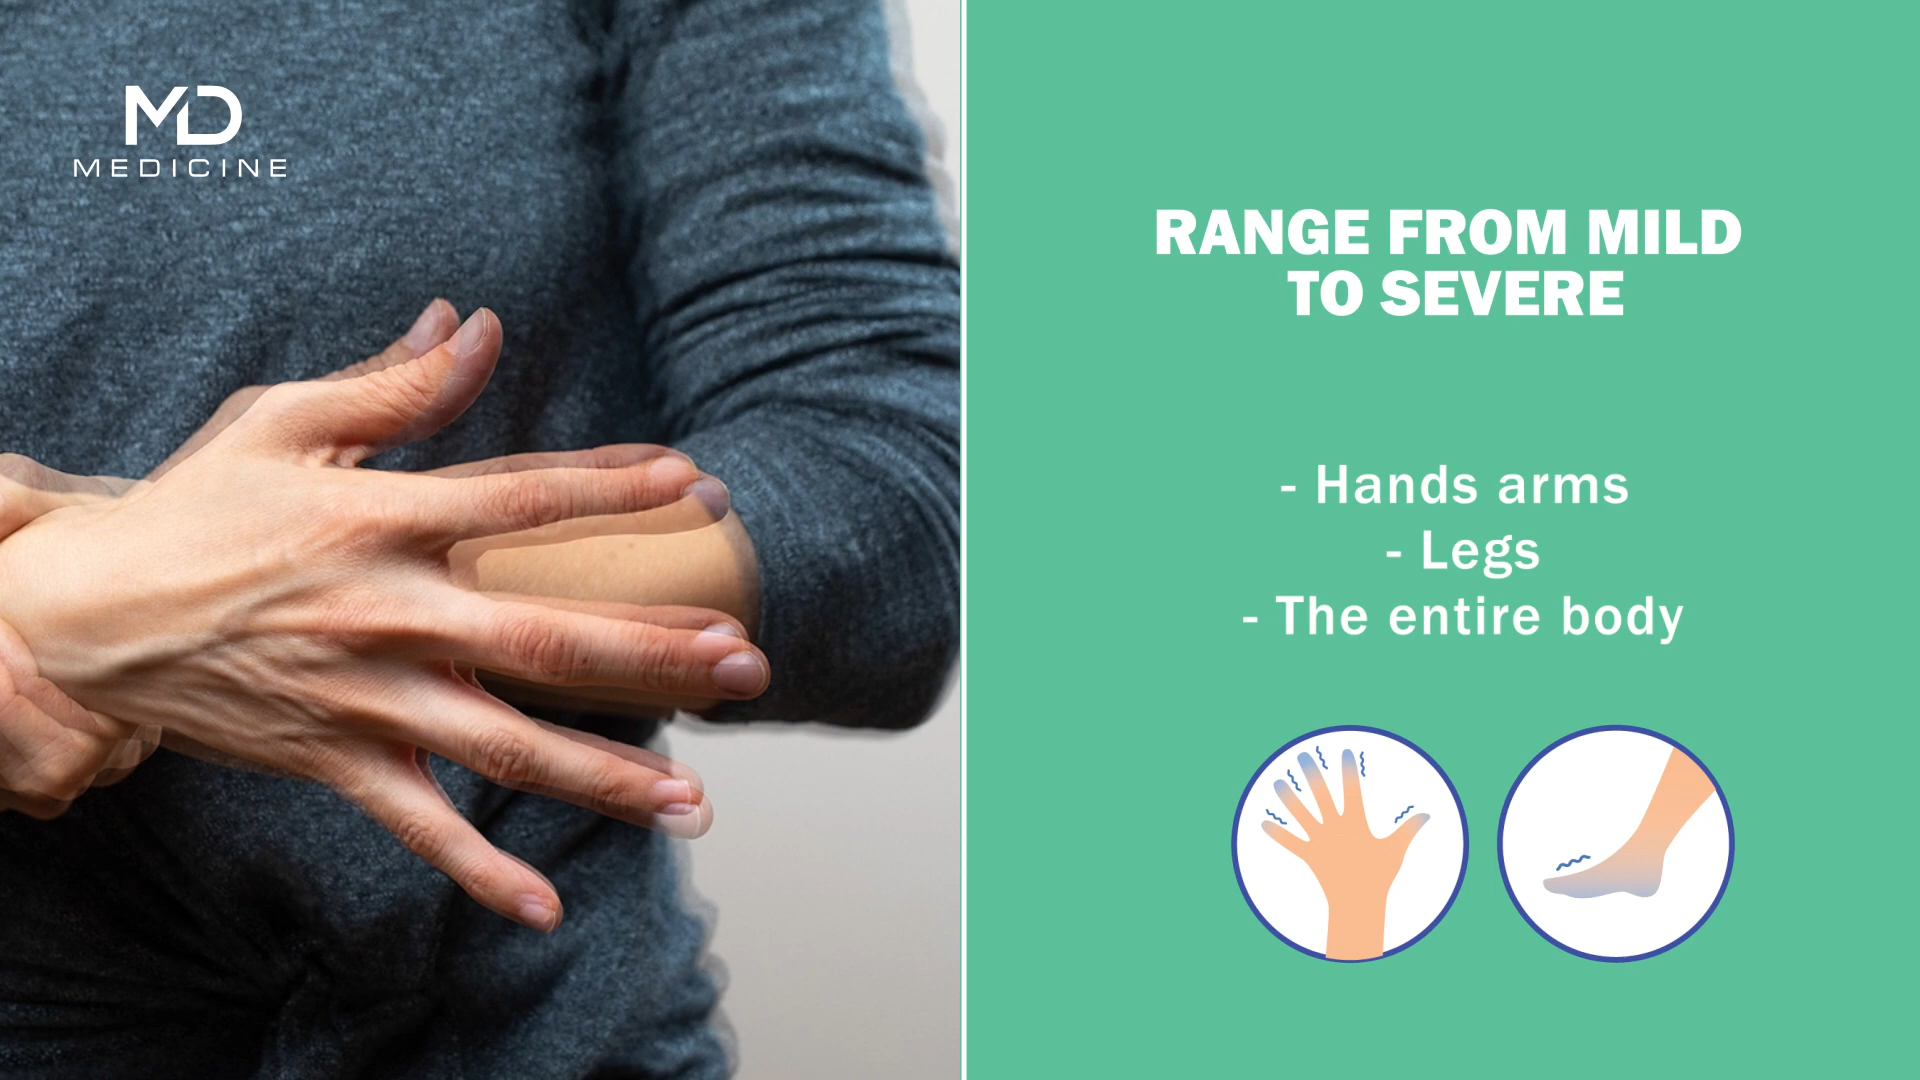 MD
MEDICINE
RANGE FROM MILD
TO SEVERE
- Hands arms
- Legs
- The entire body